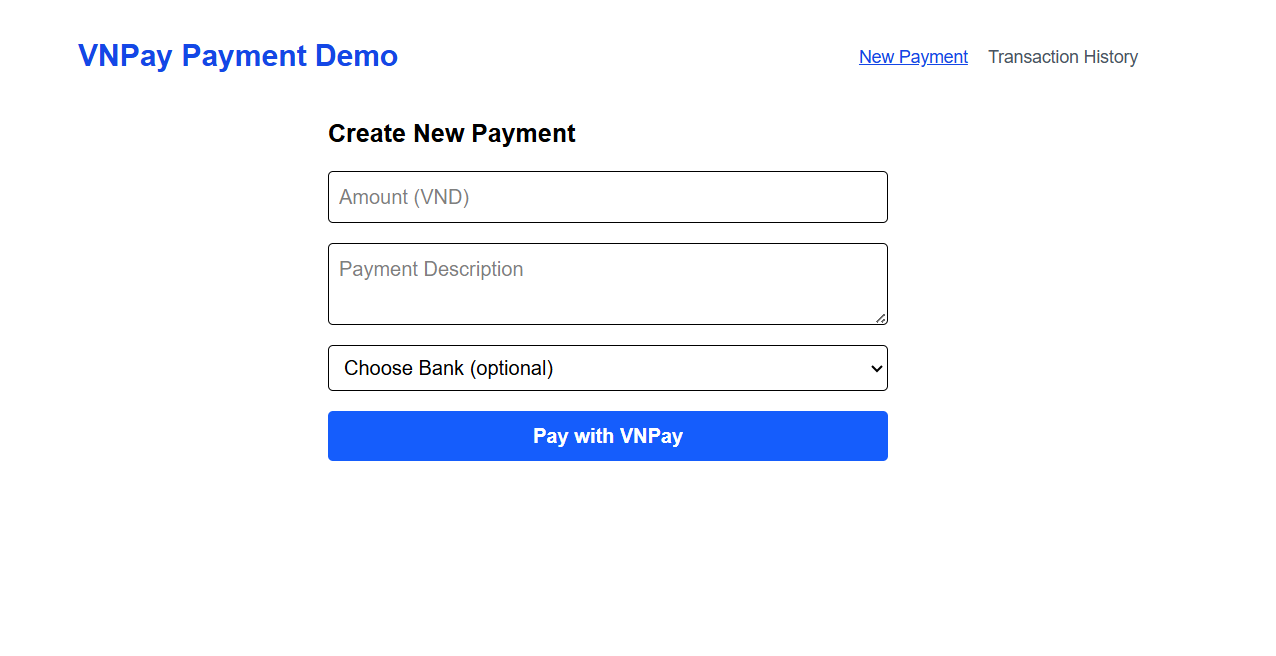 VNPay Payment Demo
New Payment
Transaction History
Create New Payment
Amount (VND)
Payment Description
Choose Bank (optional)
Pay with VNPay